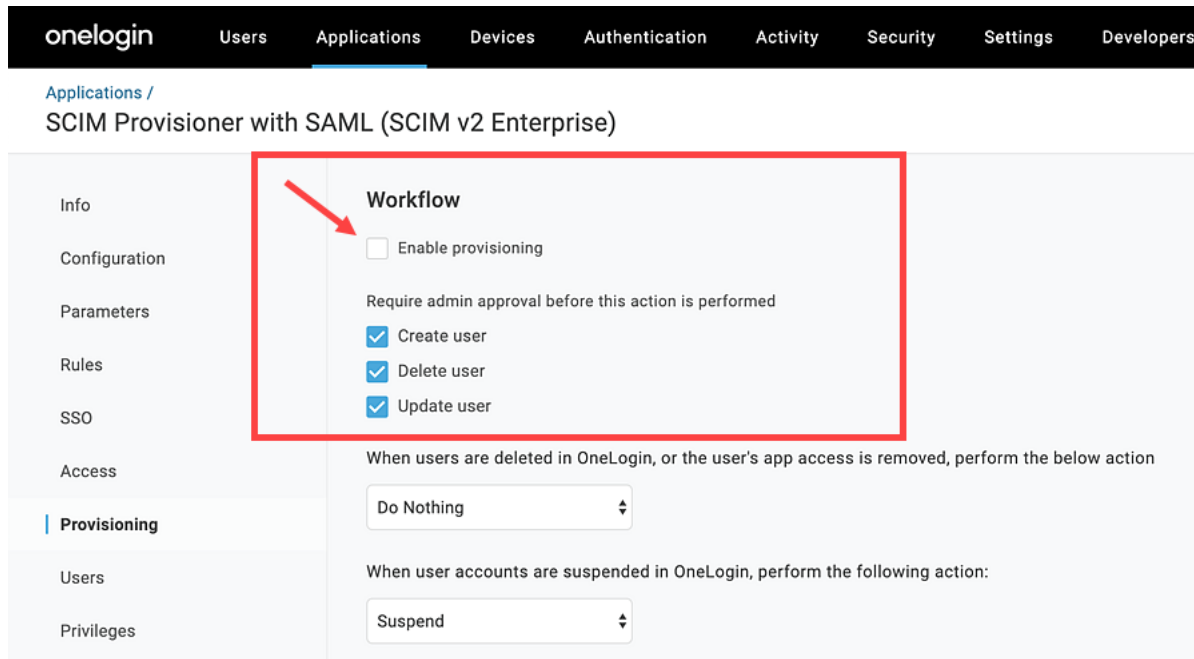 onelogin Users Applications Devices Authentication Activity Security Settings Developers
Applications /
SCIM Provisioner with SAML (SCIM v2 Enterprise)
Info
Configuration
Parameters
Rules
SSO
Access
Provisioning
Users
Privileges
Workflow
Enable provisioning
Require admin approval before this action is performed
Create user
Delete user
Update user
When users are deleted in OneLogin, or the user's app access is removed, perform the below action
Do Nothing
When user accounts are suspended in OneLogin, perform the following action:
Suspend